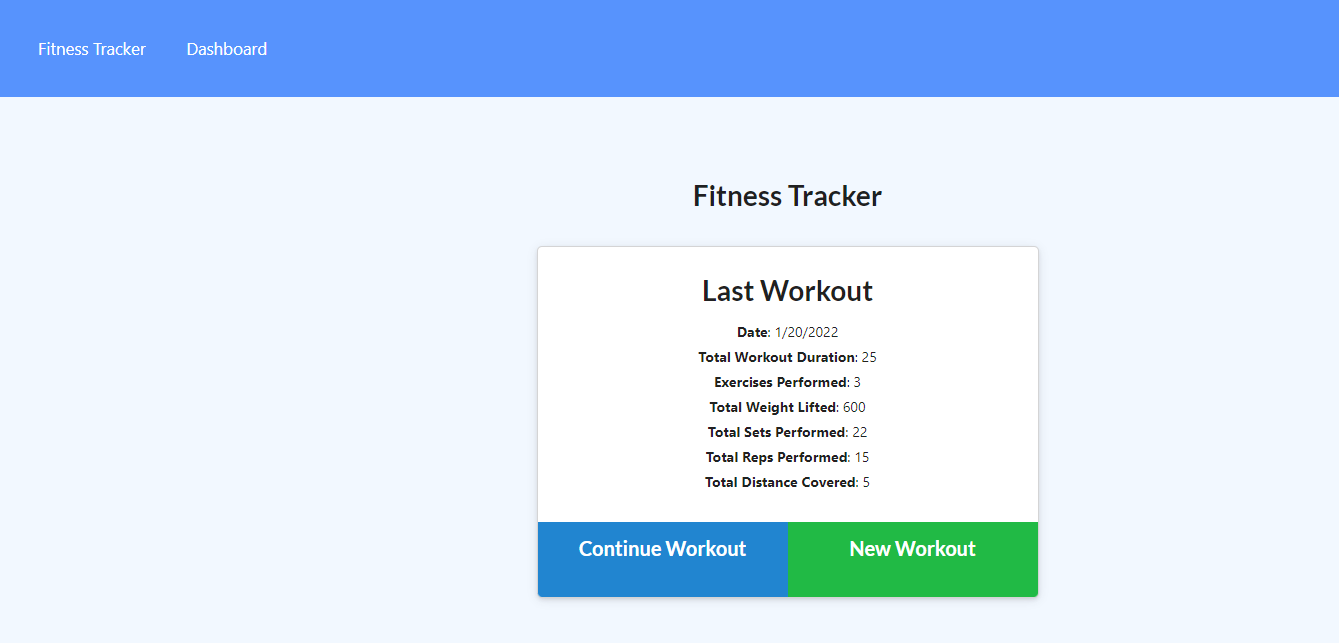 Fitness Tracker Dashboard
Fitness Tracker
Last Workout
Date: 1/20/2022
Total Workout Duration: 25
Exercises Performed: 3
Total Weight Lifted: 600
Total Sets Performed: 22
Total Reps Performed: 15
Total Distance Covered: 5
Continue Workout New Workout